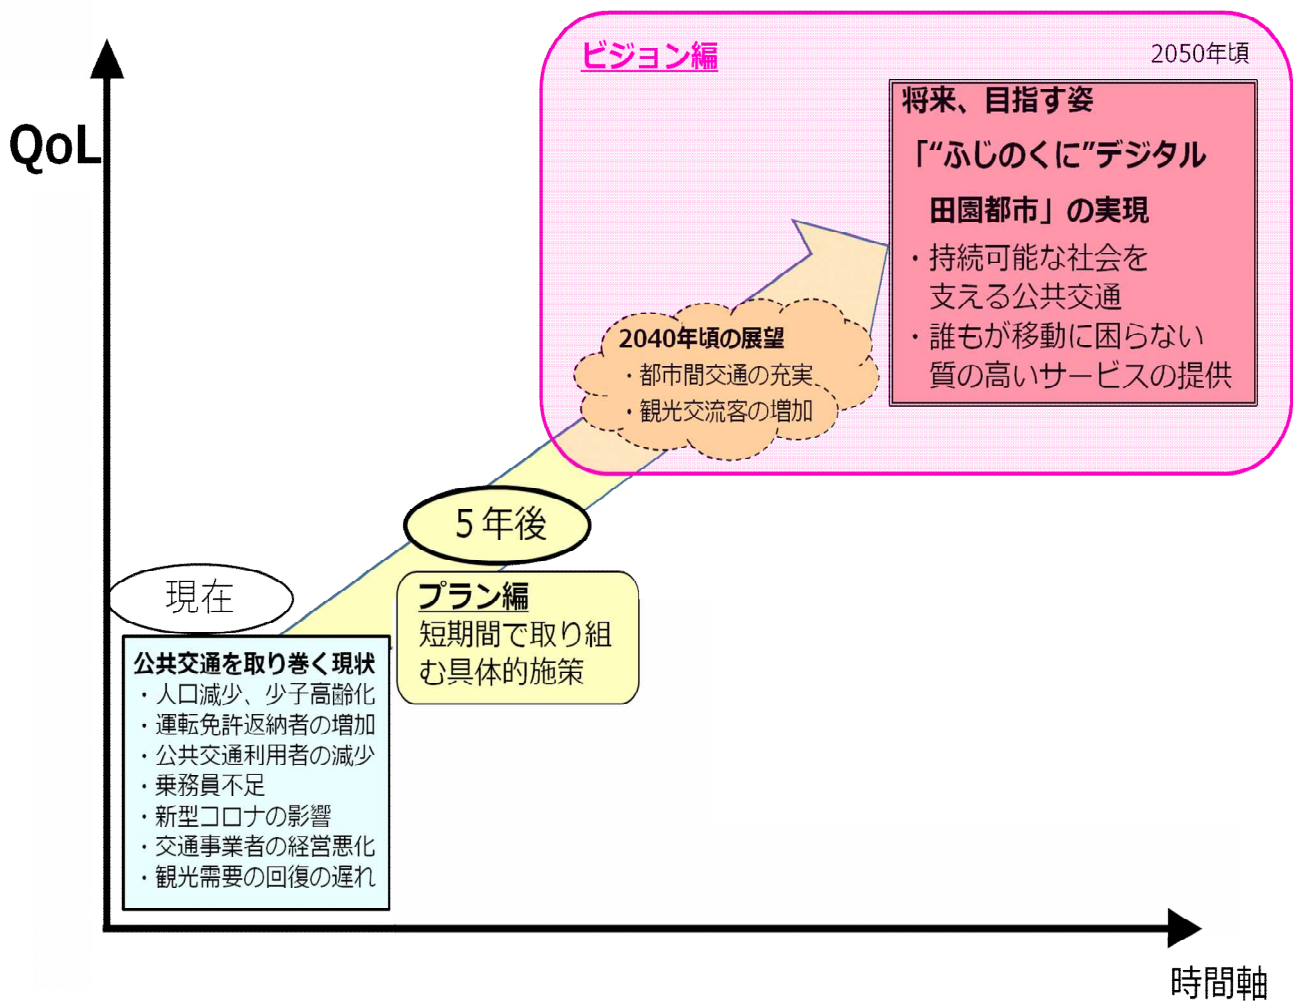 ビジョン編
2050年頃
QoL
将来、目指す姿
「“ふじのくに”デジタル
田園都市」の実現
・持続可能な社会を
支える公共交通
・誰もが移動に困らない
質の高いサービスの提供
2040年頃の展望
・都市間交通の充実
・観光交流客の増加
５年後
プラン編
短期間で取り組
む具体的施策
現在
公共交通を取り巻く現状
・人口減少、少子高齢化
・運転免許返納者の増加
・公共交通利用者の減少
・乗務員不足
・新型コロナの影響
・交通事業者の経営悪化
・観光需要の回復の遅れ
時間軸